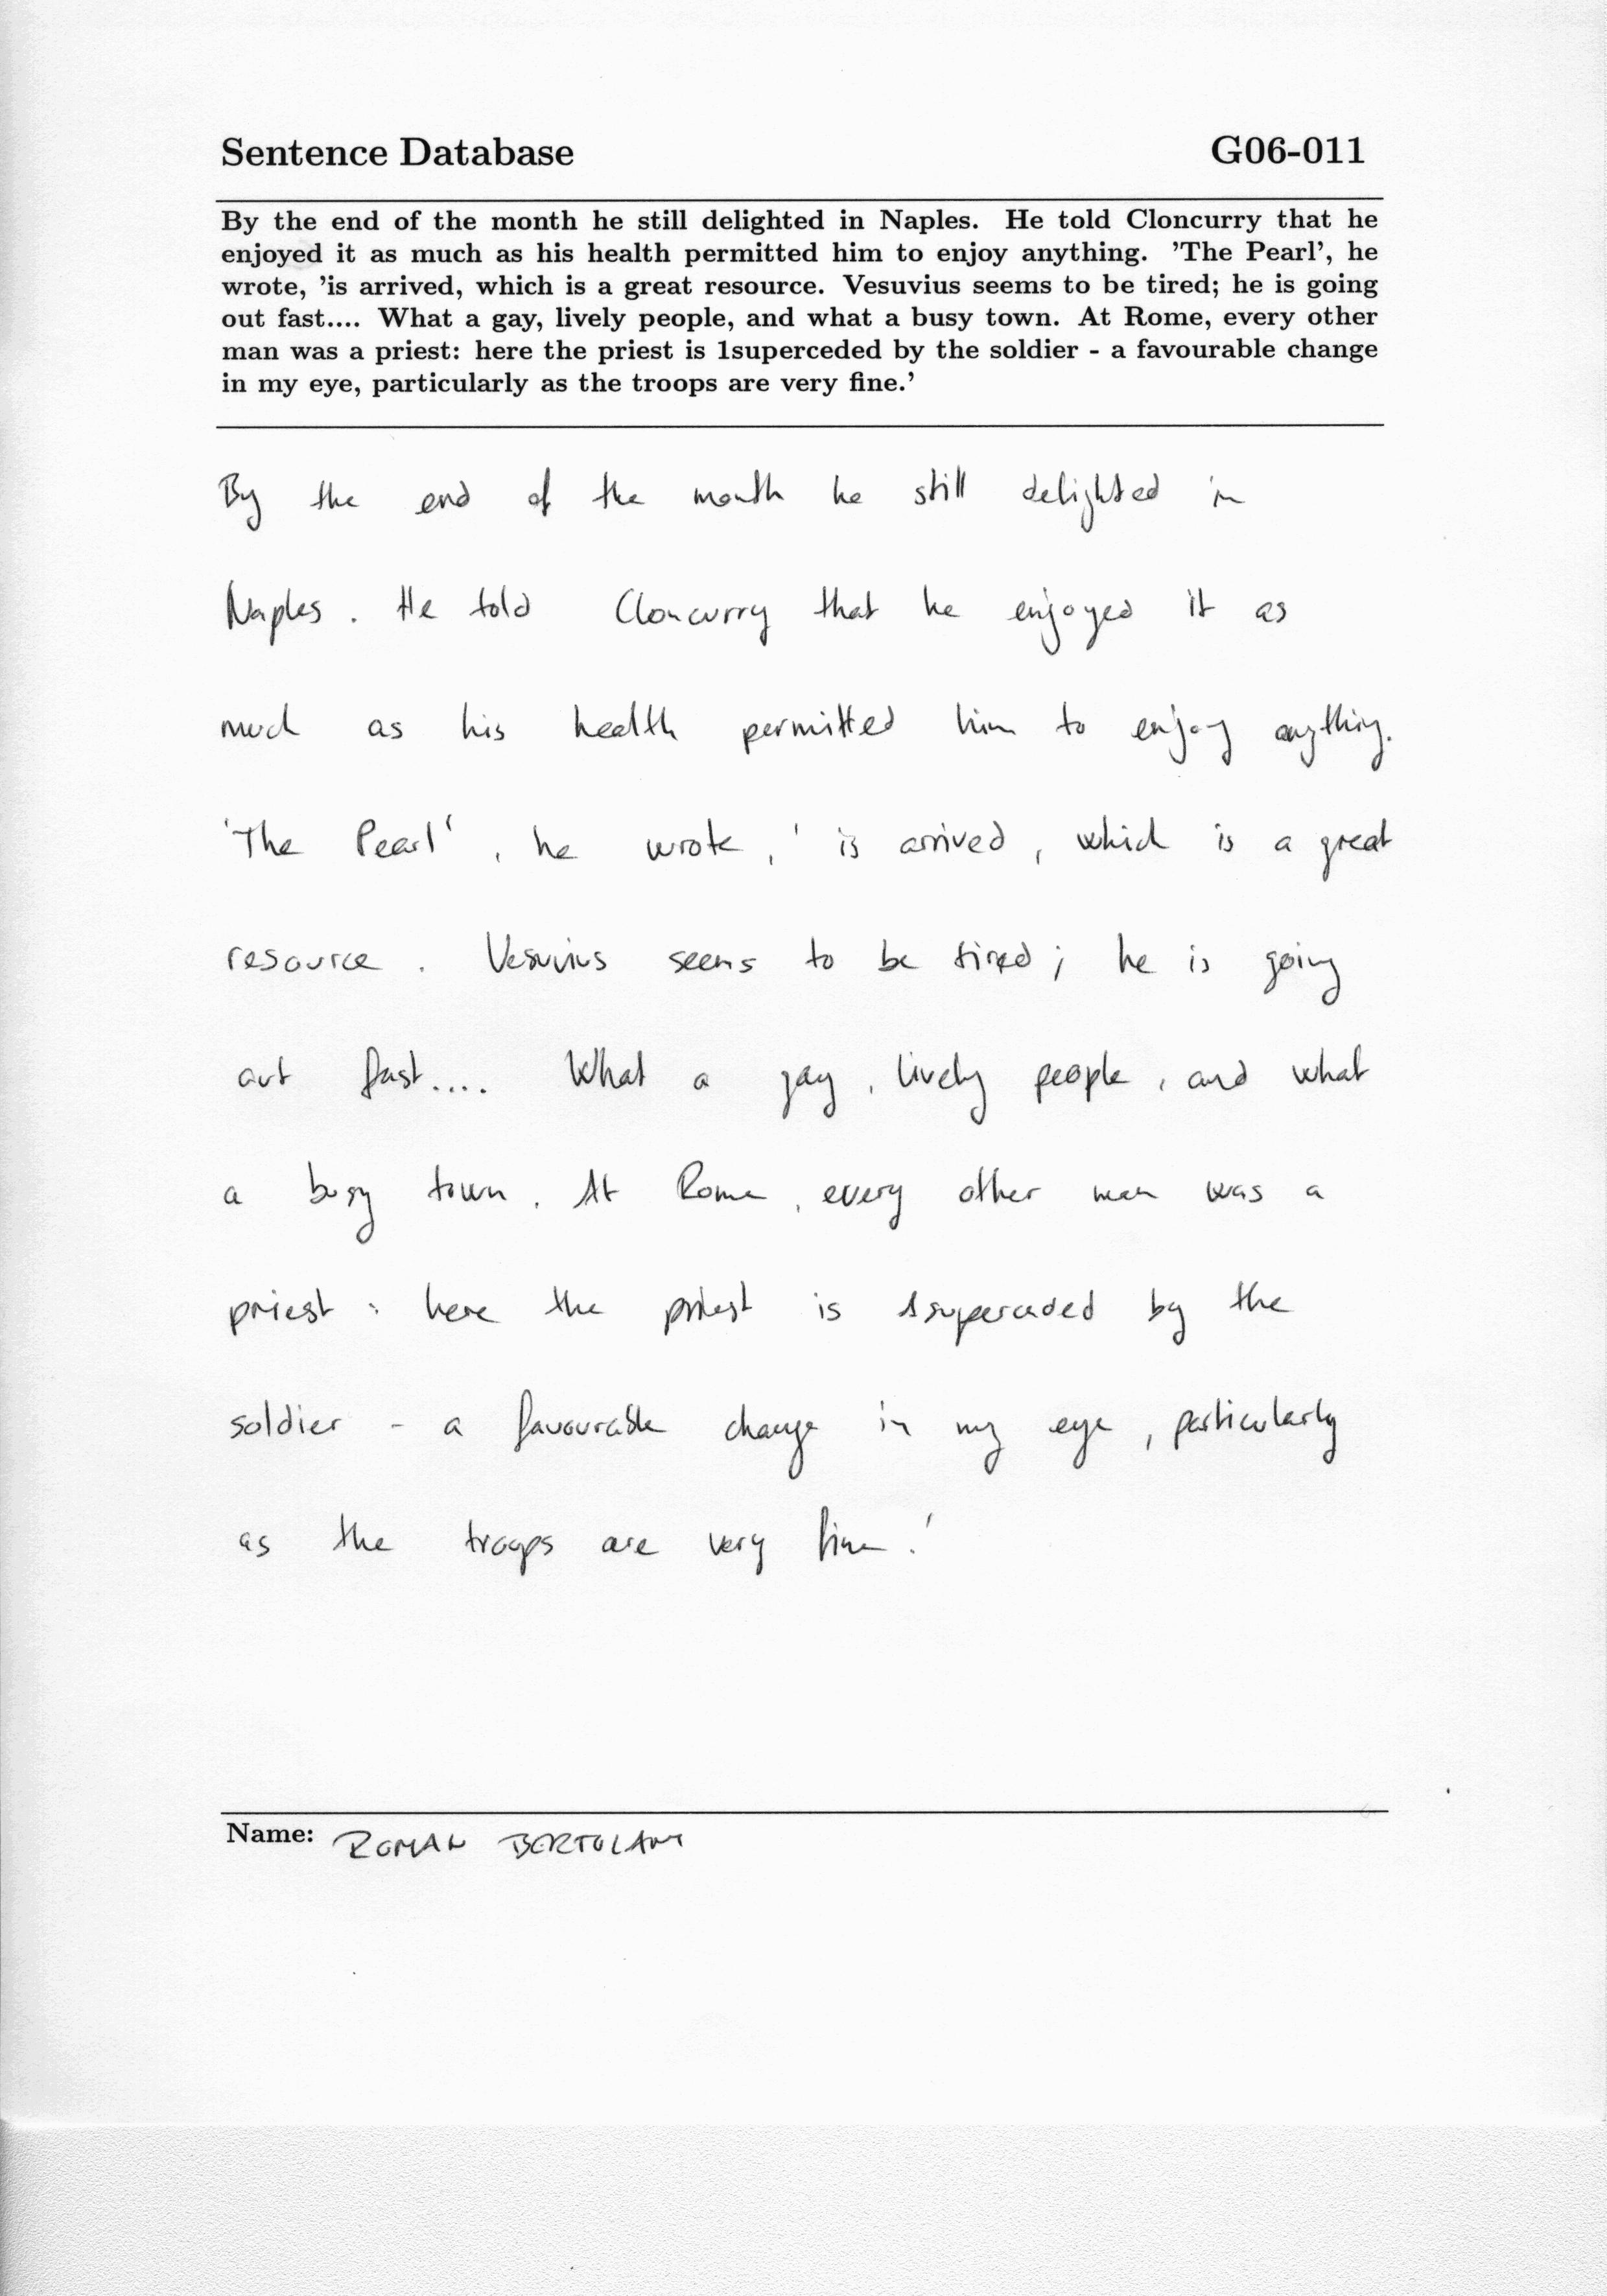 Sentence Database G06-011
By the end of the month he still delighted in Naples. He told Cloncurry that he
enjoyed it as much as his health permitted him to enjoy anything. 'The Pearl', he
wrote, 'is arrived, which is a great resource. Vesuvius seems to be tired; he is going
out fast.... What a gay, lively people, and what a busy town. At Rome, every other
man was a priest: here the priest is 1superceded by the soldier - a favourable change
in my eye, particularly as the troops are very fine.'
By the end of the month he still delighted in
Naples. He told Cloncurry that he enjoyed it as
much as his health permitted him to enjoy anything.
'The Pearl', he wrote, 'is arrived, which is a great
resource. Vesuvius seems to be tired; he is going
out fast.... What a gay, lively people, and what
a busy town. At Rome, every other man was a
priest: here the priest is 1superceded by the
soldier - a favourable change in my eye, particularly
as the troops are very fine.'
Name: ROMAN BERTOLAMI